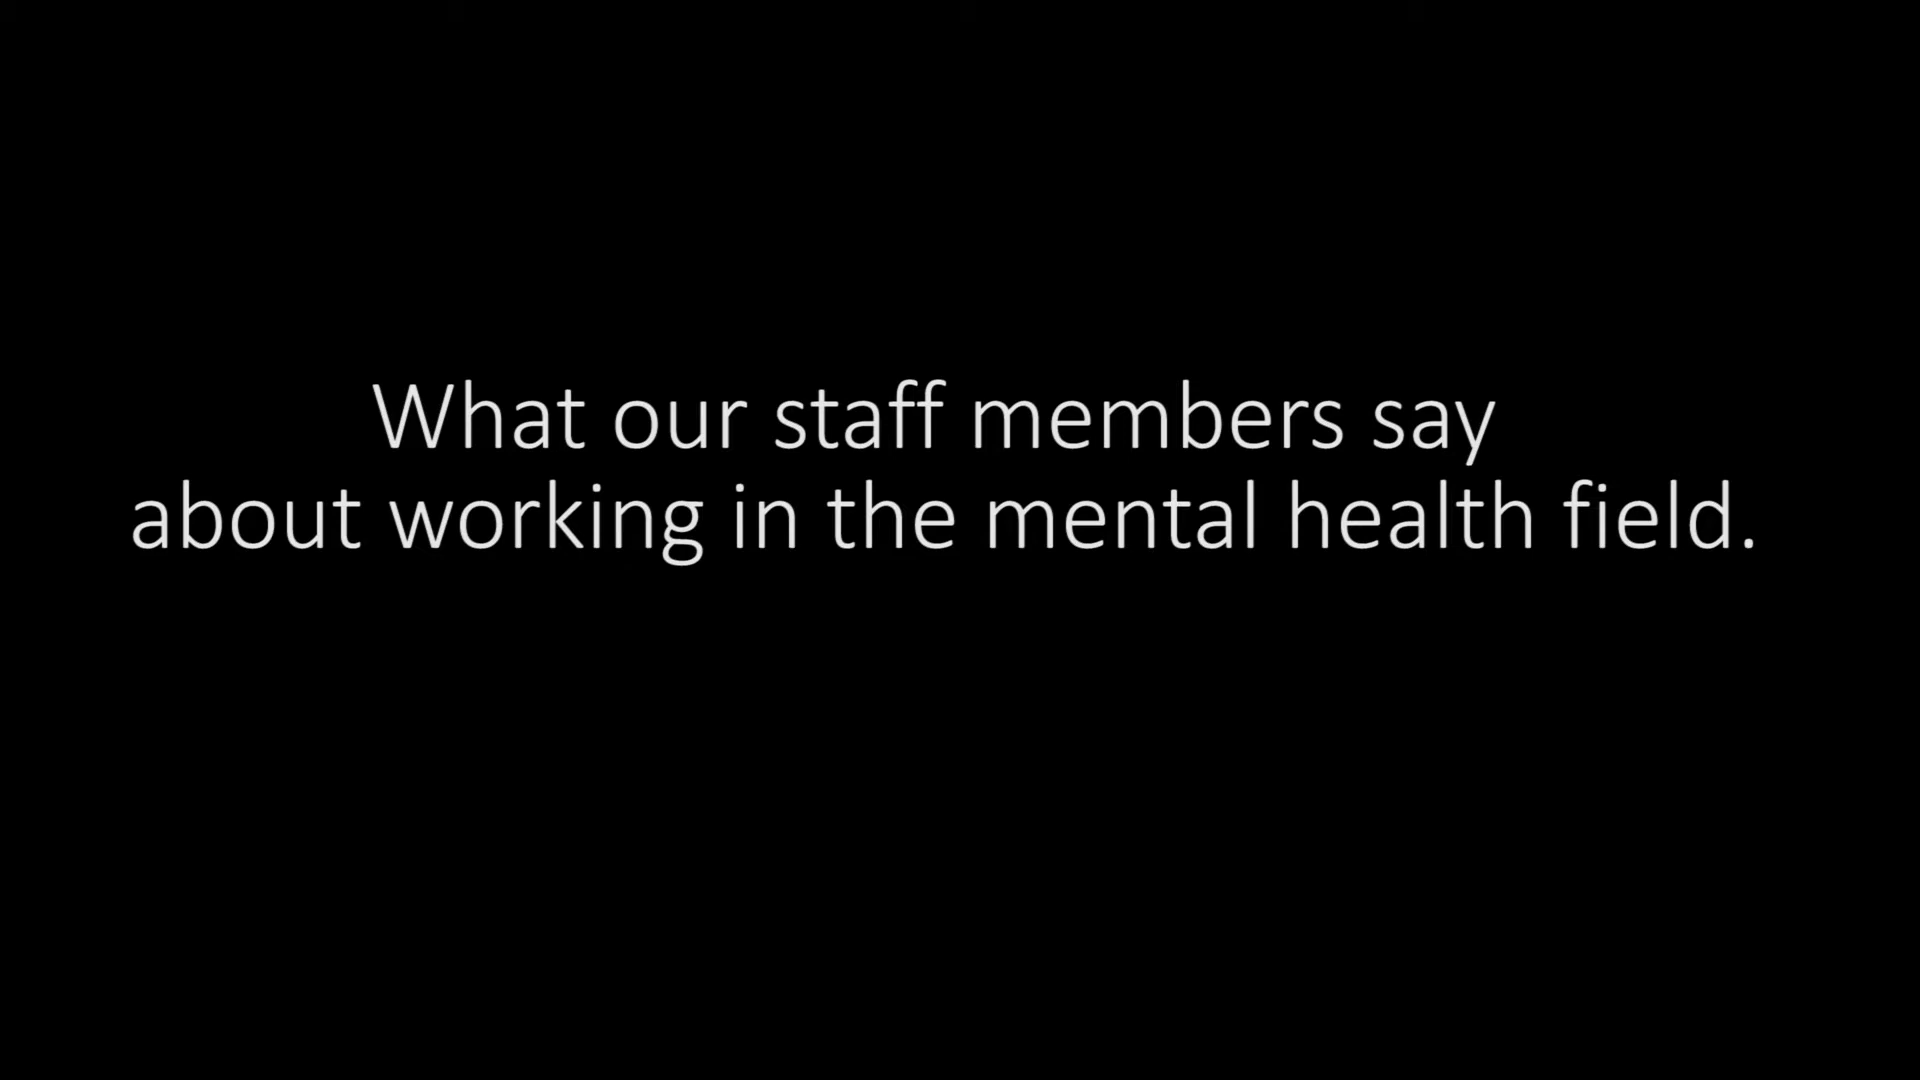 What our staff members say
about working in the mental health field.